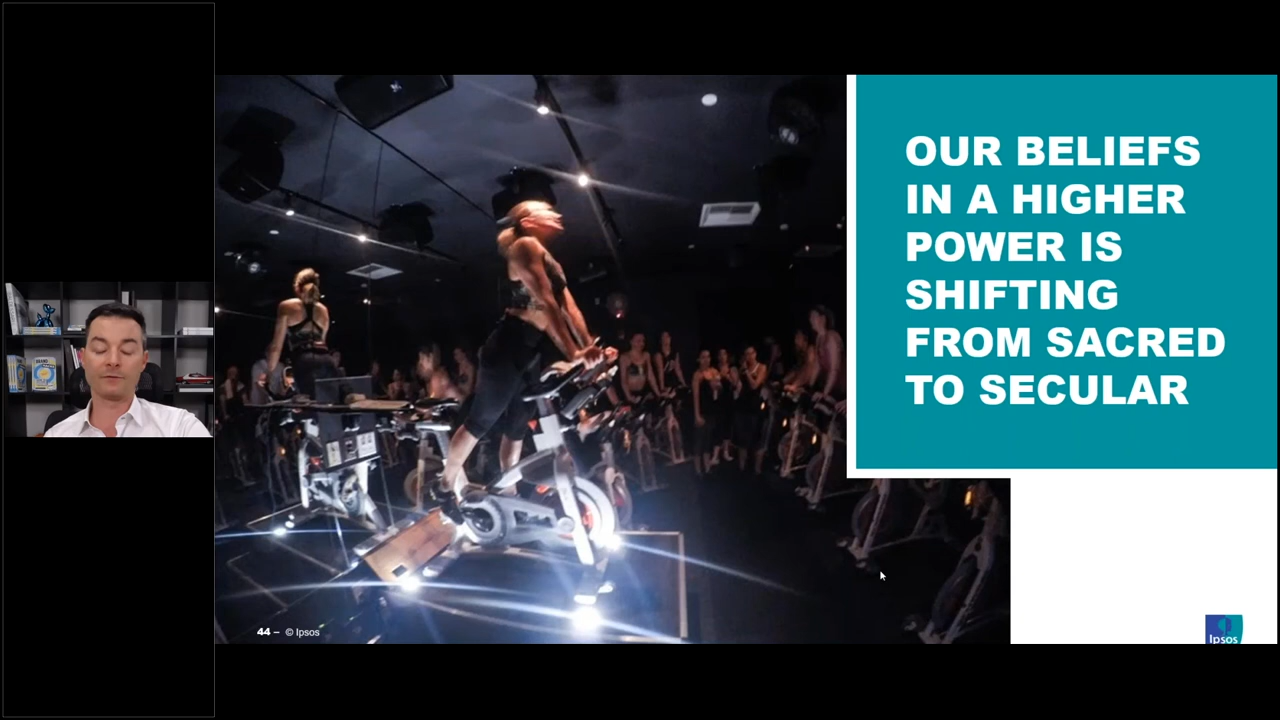 OUR BELIEFS
IN A HIGHER
POWER IS
SHIFTING
FROM SACRED
TO SECULAR
44 – © Ipsos
Ipsos